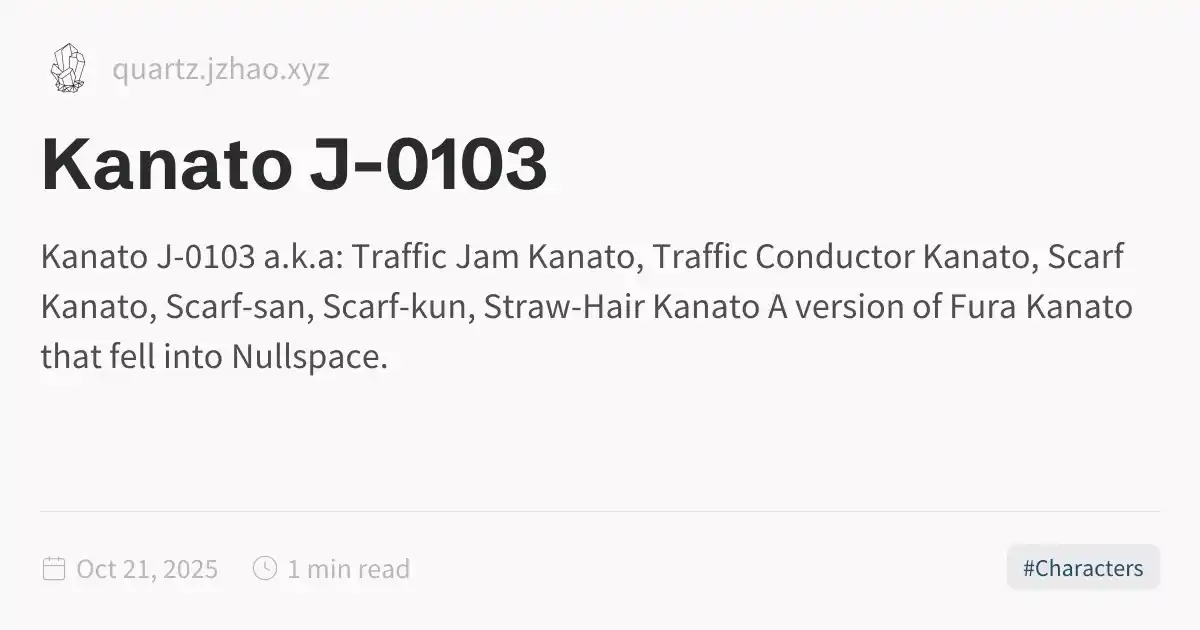 quartz.jzhao.xyz
Kanato J-0103
Kanato J-0103 a.k.a: Traffic Jam Kanato, Traffic Conductor Kanato, Scarf
Kanato, Scarf-san, Scarf-kun, Straw-Hair Kanato A version of Fura Kanato
that fell into Nullspace.
Oct 21, 2025 1 min read #Characters